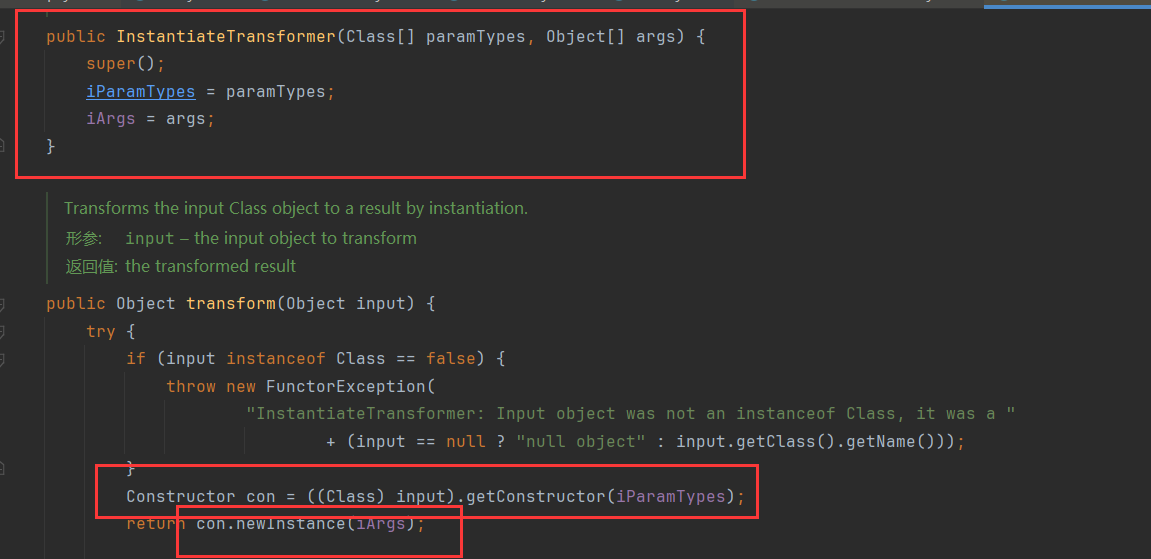 public InstantiateTransformer(Class[] paramTypes, Object[] args) {
super();
iParamTypes = paramTypes;
iArgs = args;
}
Transforms the input Class object to a result by instantiation.
形参: input – the input object to transform
返回值: the transformed result
public Object transform(Object input) {
try {
if (input instanceof Class == false) {
throw new FunctorException(
"InstantiateTransformer: Input object was not an instanceof Class, it was a "
+ (input == null ? "null object" : input.getClass().getName()));
}
Constructor con = ((Class) input).getConstructor(iParamTypes);
return con.newInstance(iArgs);